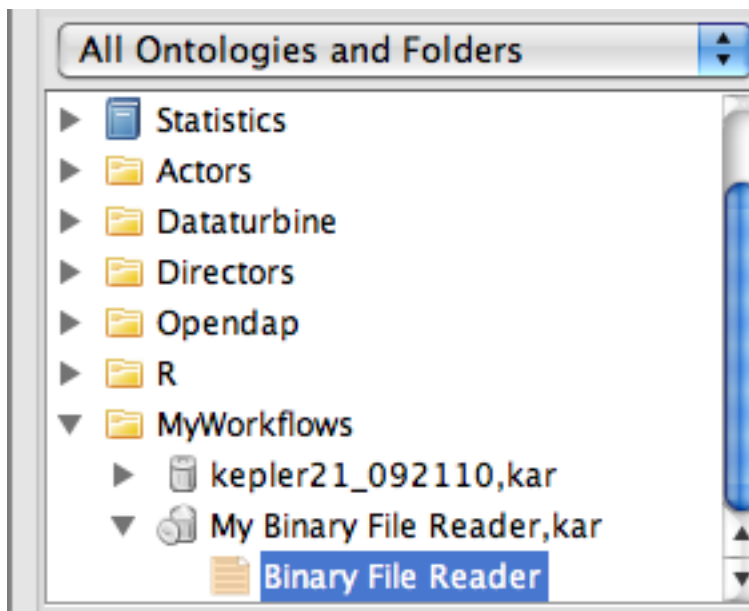 All Ontologies and Folders
Statistics
Actors
Dataturbine
Directors
Opendap
R
MyWorkflows
kepler21_092110,kar
My Binary File Reader,kar
Binary File Reader